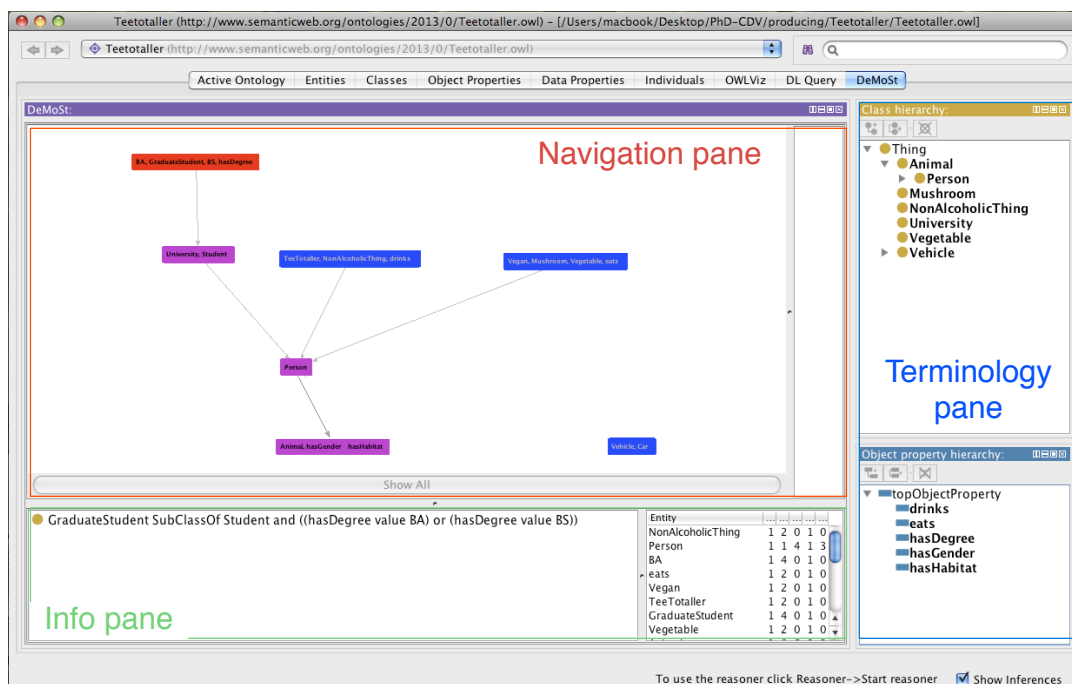 Teetotaller (http://www.semanticweb.org/ontologies/2013/0/Teetotaller.owl) – [/Users/macbook/Desktop/PhD-CDV/producing/Teetotaller/Teetotaller.owl]
Teetotaller (http://www.semanticweb.org/ontologies/2013/0/Teetotaller.owl)
Active Ontology Entities Classes Object Properties Data Properties Individuals OWLViz DL Query DeMoSt
DeMoSt:
Navigation pane
BA, GraduateStudent, BS, hasDegree
University, Student
TeeTotaller, NonAlcoholicThing, drinks
Vegan, Mushroom, Vegetable, eats
Person
Animal, hasGender hasHabitat
Vehicle, Car
Show All
GraduateStudent SubClassOf Student and ((hasDegree value BA) or (hasDegree value BS))
Info pane
Entity ... ... ... ... ...
NonAlcoholicThing 1 2 0 1 0
Person 1 1 4 1 3
BA 1 4 0 1 0
eats 1 2 0 1 0
Vegan 1 2 0 1 0
TeeTotaller 1 2 0 1 0
GraduateStudent 1 4 0 1 0
Vegetable 1 2 0 1 0
Class hierarchy:
Thing
Animal
Person
Mushroom
NonAlcoholicThing
University
Vegetable
Vehicle
Terminology
pane
Object property hierarchy:
topObjectProperty
drinks
eats
hasDegree
hasGender
hasHabitat
To use the reasoner click Reasoner->Start reasoner Show Inferences